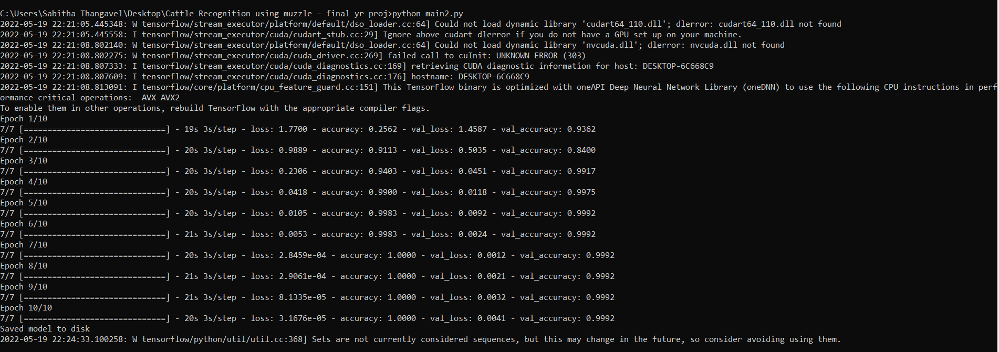 C:\Users\Sabitha Thangavel\Desktop\Cattle Recognition using muzzle - final yr proj>python main2.py
2022-05-19 22:21:05.445348: W tensorflow/stream_executor/platform/default/dso_loader.cc:64] Could not load dynamic library 'cudart64_110.dll'; dlerror: cudart64_110.dll not found
2022-05-19 22:21:05.445558: I tensorflow/stream_executor/cuda/cudart_stub.cc:29] Ignore above cudart dlerror if you do not have a GPU set up on your machine.
2022-05-19 22:21:08.802140: W tensorflow/stream_executor/platform/default/dso_loader.cc:64] Could not load dynamic library 'nvcuda.dll'; dlerror: nvcuda.dll not found
2022-05-19 22:21:08.802275: W tensorflow/stream_executor/cuda/cuda_driver.cc:269] failed call to cuInit: UNKNOWN ERROR (303)
2022-05-19 22:21:08.807333: I tensorflow/stream_executor/cuda/cuda_diagnostics.cc:169] retrieving CUDA diagnostic information for host: DESKTOP-6C668C9
2022-05-19 22:21:08.807609: I tensorflow/stream_executor/cuda/cuda_diagnostics.cc:176] hostname: DESKTOP-6C668C9
2022-05-19 22:21:08.813091: I tensorflow/core/platform/cpu_feature_guard.cc:151] This TensorFlow binary is optimized with oneAPI Deep Neural Network Library (oneDNN) to use the following CPU instructions in perf
ormance-critical operations:  AVX AVX2
To enable them in other operations, rebuild TensorFlow with the appropriate compiler flags.
Epoch 1/10
7/7 [==============================] - 19s 3s/step - loss: 1.7700 - accuracy: 0.2562 - val_loss: 1.4587 - val_accuracy: 0.9362
Epoch 2/10
7/7 [==============================] - 20s 3s/step - loss: 0.9889 - accuracy: 0.9113 - val_loss: 0.5035 - val_accuracy: 0.8400
Epoch 3/10
7/7 [==============================] - 20s 3s/step - loss: 0.2306 - accuracy: 0.9403 - val_loss: 0.0451 - val_accuracy: 0.9917
Epoch 4/10
7/7 [==============================] - 20s 3s/step - loss: 0.0418 - accuracy: 0.9900 - val_loss: 0.0118 - val_accuracy: 0.9975
Epoch 5/10
7/7 [==============================] - 20s 3s/step - loss: 0.0105 - accuracy: 0.9983 - val_loss: 0.0092 - val_accuracy: 0.9992
Epoch 6/10
7/7 [==============================] - 21s 3s/step - loss: 0.0053 - accuracy: 0.9983 - val_loss: 0.0024 - val_accuracy: 0.9992
Epoch 7/10
7/7 [==============================] - 20s 3s/step - loss: 2.8459e-04 - accuracy: 1.0000 - val_loss: 0.0012 - val_accuracy: 0.9992
Epoch 8/10
7/7 [==============================] - 21s 3s/step - loss: 2.9061e-04 - accuracy: 1.0000 - val_loss: 0.0021 - val_accuracy: 0.9992
Epoch 9/10
7/7 [==============================] - 21s 3s/step - loss: 8.1335e-05 - accuracy: 1.0000 - val_loss: 0.0032 - val_accuracy: 0.9992
Epoch 10/10
7/7 [==============================] - 20s 3s/step - loss: 3.1676e-05 - accuracy: 1.0000 - val_loss: 0.0041 - val_accuracy: 0.9992
Saved model to disk
2022-05-19 22:24:33.100258: W tensorflow/python/util/util.cc:368] Sets are not currently considered sequences, but this may change in the future, so consider avoiding using them.